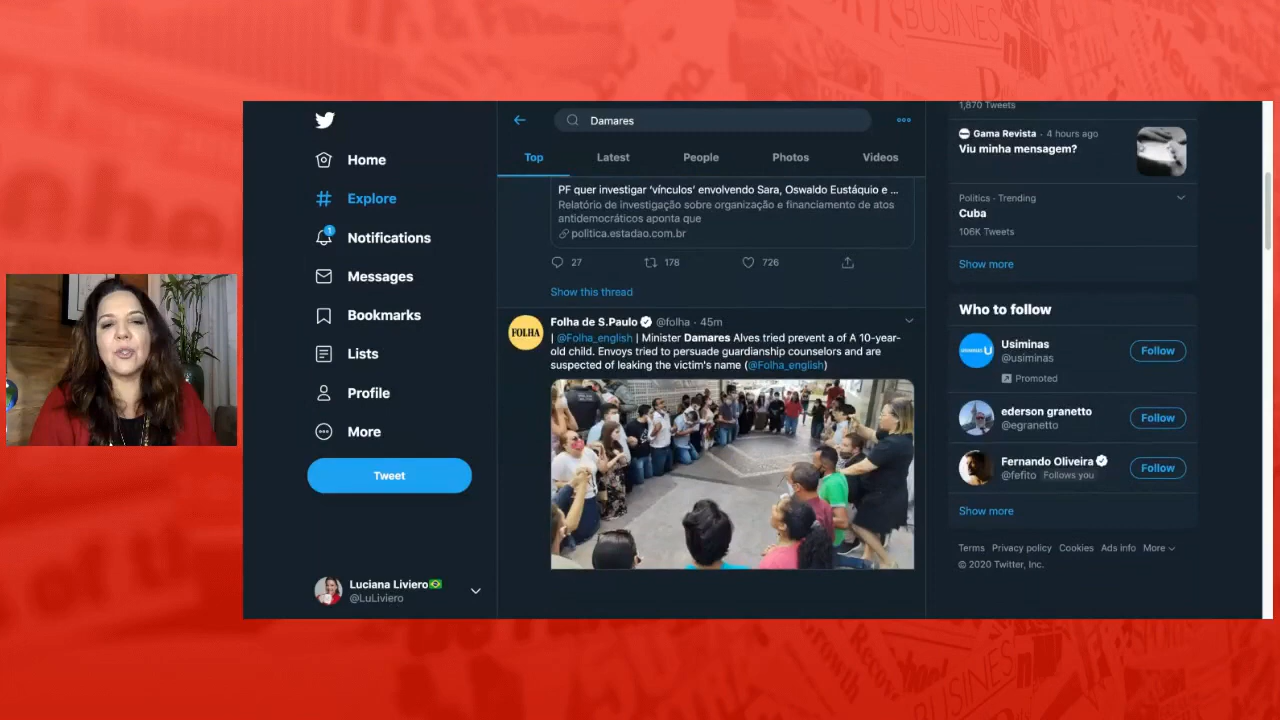 BUSINES
Home
Explore
1
Notifications
Messages
Bookmarks
Lists
Profile
More
Tweet
Luciana Liviero
@LuLiviero
Damares
Top
Latest
People
Photos
Videos
PF quer investigar ‘vínculos’ envolvendo Sara, Oswaldo Eustáquio e ...
Relatório de investigação sobre organização e financiamento de atos
antidemocráticos aponta que
politica.estadao.com.br
27
178
726
Show this thread
FOLHA
Folha de S.Paulo @folha · 45m
| @Folha_english | Minister Damares Alves tried prevent a of A 10-year-
old child. Envoys tried to persuade guardianship counselors and are
suspected of leaking the victim's name (@Folha_english)
1,870 Tweets
Gama Revista · 4 hours ago
Viu minha mensagem?
Politics · Trending
Cuba
106K Tweets
Show more
Who to follow
Usiminas
@usiminas
Promoted
Follow
ederson granetto
@egranetto
Follow
Fernando Oliveira
@fefito Follows you
Follow
Show more
Terms Privacy policy Cookies Ads info More
© 2020 Twitter, Inc.
BUSINES